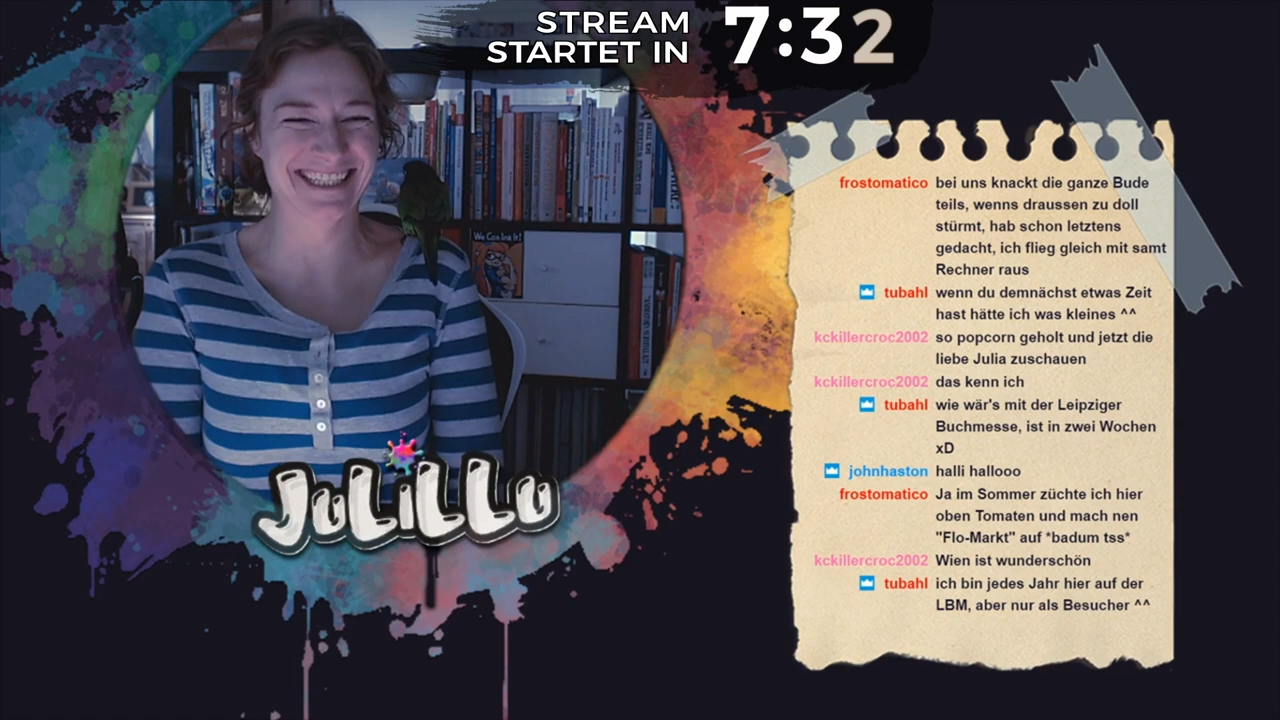 STREAM
STARTET IN
7:32
We Can Ink It!
JuLiLLu
frostomatico bei uns knackt die ganze Bude
teils, wenns draussen zu doll
stürmt, hab schon letztens
gedacht, ich flieg gleich mit samt
Rechner raus
tubahl wenn du demnächst etwas Zeit
hast hätte ich was kleines ^^
kckillercroc2002 so popcorn geholt und jetzt die
liebe Julia zuschauen
kckillercroc2002 das kenn ich
tubahl wie wär's mit der Leipziger
Buchmesse, ist in zwei Wochen
xD
johnhaston halli hallooo
frostomatico Ja im Sommer züchte ich hier
oben Tomaten und mach nen
"Flo-Markt" auf *badum tss*
kckillercroc2002 Wien ist wunderschön
tubahl ich bin jedes Jahr hier auf der
LBM, aber nur als Besucher ^^